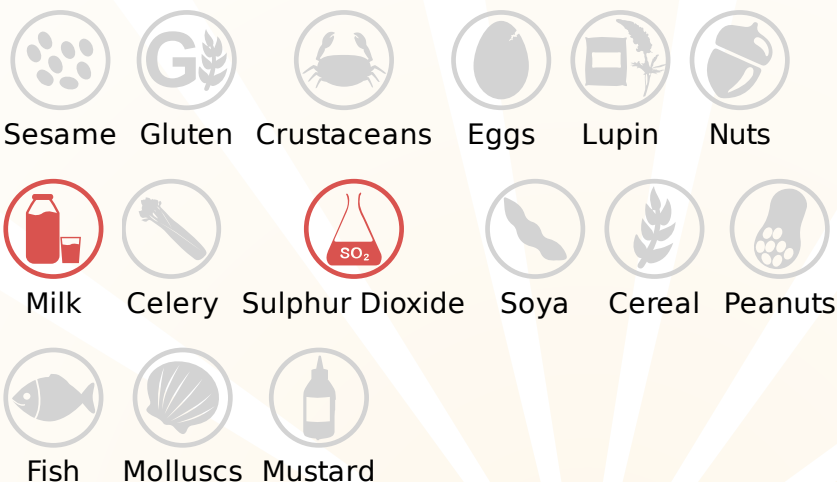 G
Sesame Gluten Crustaceans Eggs Lupin Nuts
SO₂
Milk Celery Sulphur Dioxide Soya Cereal Peanuts
Fish Molluscs Mustard